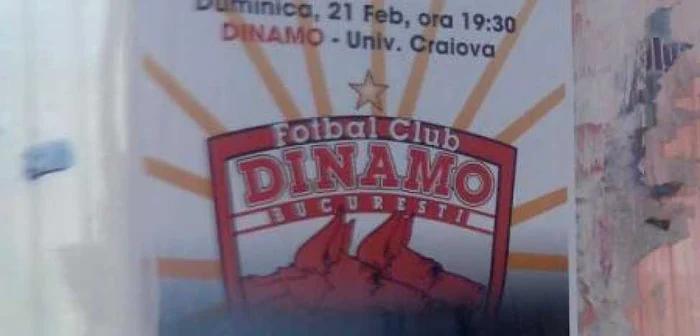 Duminica, 21 Feb, ora 19:30
DINAMO - Univ. Craiova
Fotbal Club
DINAMO
BUCURESTI